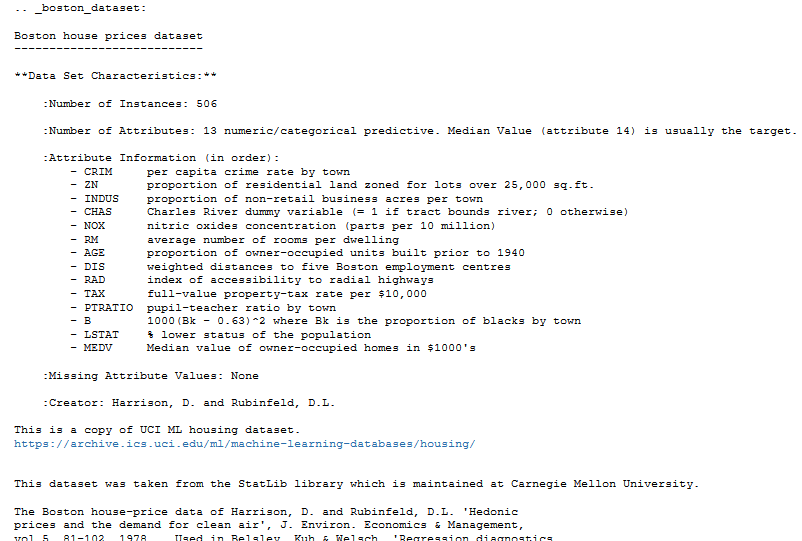 .. _boston_dataset:
Boston house prices dataset
---------------------------
**Data Set Characteristics:**
:Number of Instances: 506
:Number of Attributes: 13 numeric/categorical predictive. Median Value (attribute 14) is usually the target.
:Attribute Information (in order):
- CRIM     per capita crime rate by town
- ZN       proportion of residential land zoned for lots over 25,000 sq.ft.
- INDUS    proportion of non-retail business acres per town
- CHAS     Charles River dummy variable (= 1 if tract bounds river; 0 otherwise)
- NOX      nitric oxides concentration (parts per 10 million)
- RM       average number of rooms per dwelling
- AGE      proportion of owner-occupied units built prior to 1940
- DIS      weighted distances to five Boston employment centres
- RAD      index of accessibility to radial highways
- TAX      full-value property-tax rate per $10,000
- PTRATIO  pupil-teacher ratio by town
- B        1000(Bk - 0.63)^2 where Bk is the proportion of blacks by town
- LSTAT    % lower status of the population
- MEDV     Median value of owner-occupied homes in $1000's
:Missing Attribute Values: None
:Creator: Harrison, D. and Rubinfeld, D.L.
This is a copy of UCI ML housing dataset.
https://archive.ics.uci.edu/ml/machine-learning-databases/housing/
This dataset was taken from the StatLib library which is maintained at Carnegie Mellon University.
The Boston house-price data of Harrison, D. and Rubinfeld, D.L. 'Hedonic
prices and the demand for clean air', J. Environ. Economics & Management,
vol.5, 81-102, 1978.   Used in Belsley, Kuh & Welsch, 'Regression diagnostics